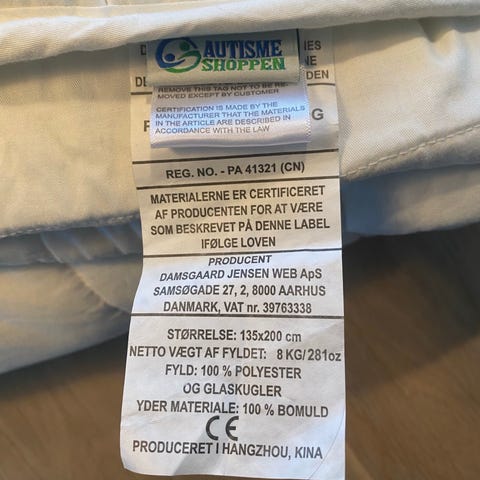 AUTISME
SHOPPEN
REMOVE THIS TAG NOT TO BE RE-
MOVED EXCEPT BY CUSTOMER
CERTIFICATION IS MADE BY THE
MANUFACTURER THAT THE MATERIALS
IN THE ARTICLE ARE DESCRIBED IN
ACCORDANCE WITH THE LAW
REG. NO. - PA 41321 (CN)
MATERIALERNE ER CERTIFICERET
AF PRODUCENTEN FOR AT VÆRE
SOM BESKREVET PÅ DENNE LABEL
IFØLGE LOVEN
PRODUCENT
DAMSGAARD JENSEN WEB ApS
SAMSØGADE 27, 2, 8000 AARHUS
DANMARK, VAT nr. 39763338
STØRRELSE: 135x200 cm
NETTO VÆGT AF FYLDET: 8 KG/281oz
FYLD: 100 % POLYESTER
OG GLASKUGLER
YDER MATERIALE: 100 % BOMULD
CE
PRODUCERET I HANGZHOU, KINA